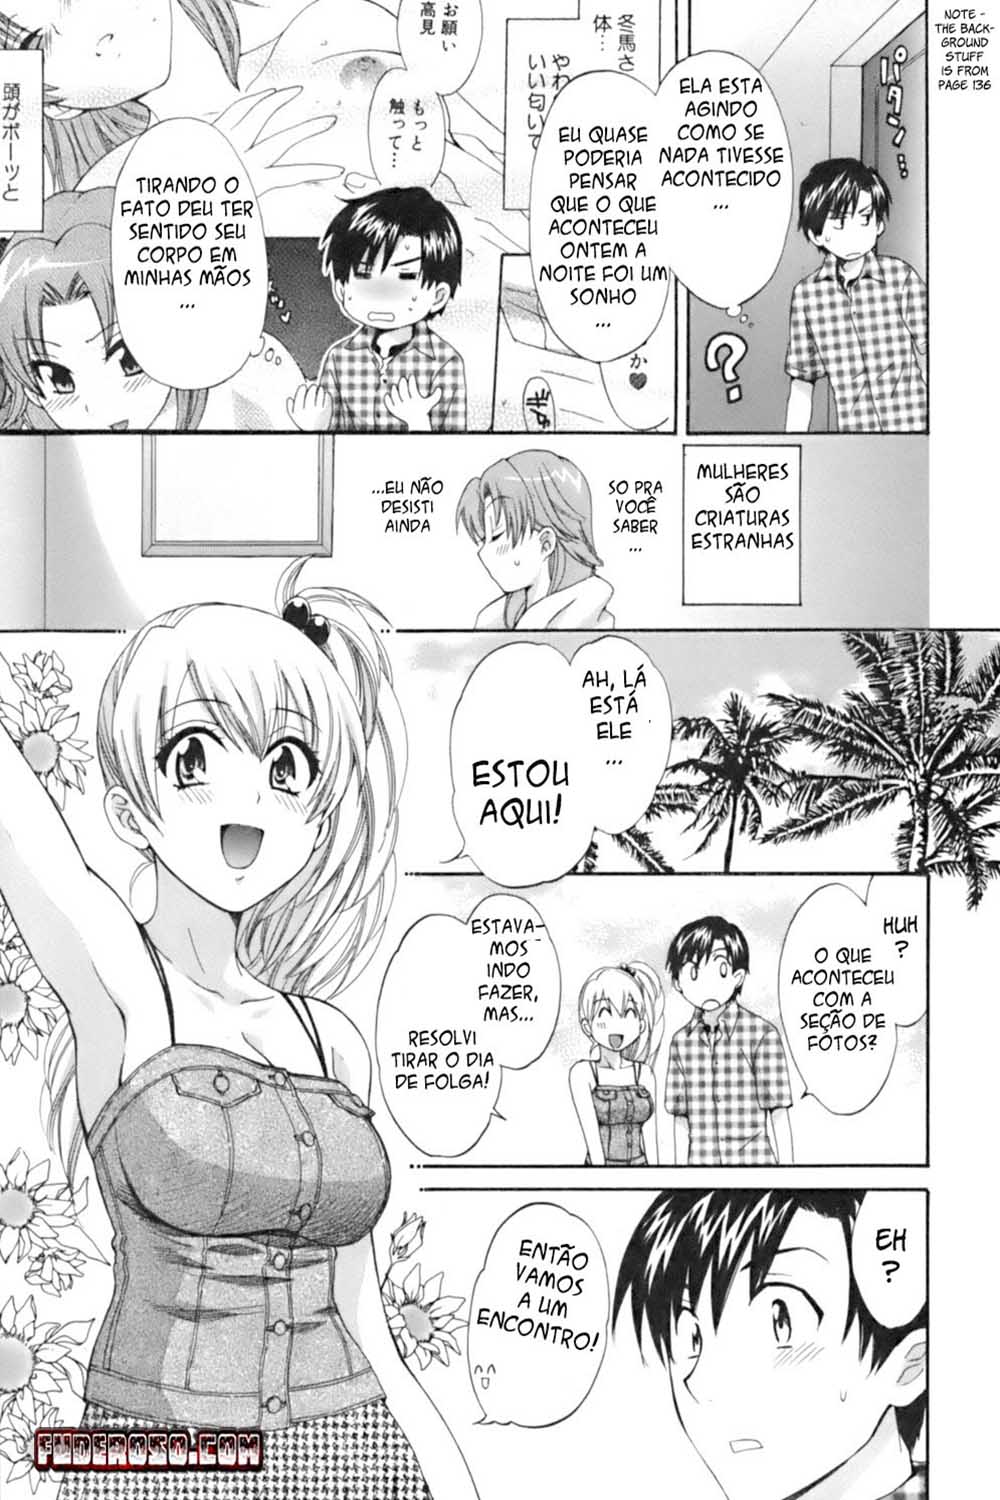 NOTE -
THE BACK-
GROUND
STUFF
IS FROM
PAGE 136
パタン…
?
ELA ESTA
AGINDO
COMO SE
NADA TIVESSE
ACONTECIDO
...
EU QUASE
PODERIA
PENSAR
QUE O QUE
ACONTECEU
ONTEM A
NOITE FOI UM
SONHO
...
冬馬さ
体…
やわ
いい匂いで
お願い
高見
もっと
触って…
か♥
TIRANDO O
FATO DEU TER
SENTIDO SEU
CORPO EM
MINHAS MÃOS
...
頭がボーッと
MULHERES
SÃO
CRIATURAS
ESTRANHAS
SO PRA
VOCÊ
SABER
...
...EU NÃO
DESISTI
AINDA
AH, LÁ
ESTÁ
ELE
...
ESTOU
AQUI!
HUH
?
O QUE
ACONTECEU
COM A
SEÇÃO DE
FOTOS?
ESTAVA-
MOS
INDO
FAZER,
MAS...
RESOLVI
TIRAR O DIA
DE FOLGA!
EH
?
ENTÃO
VAMOS
A UM
ENCONTRO!
FUDEROSO.COM